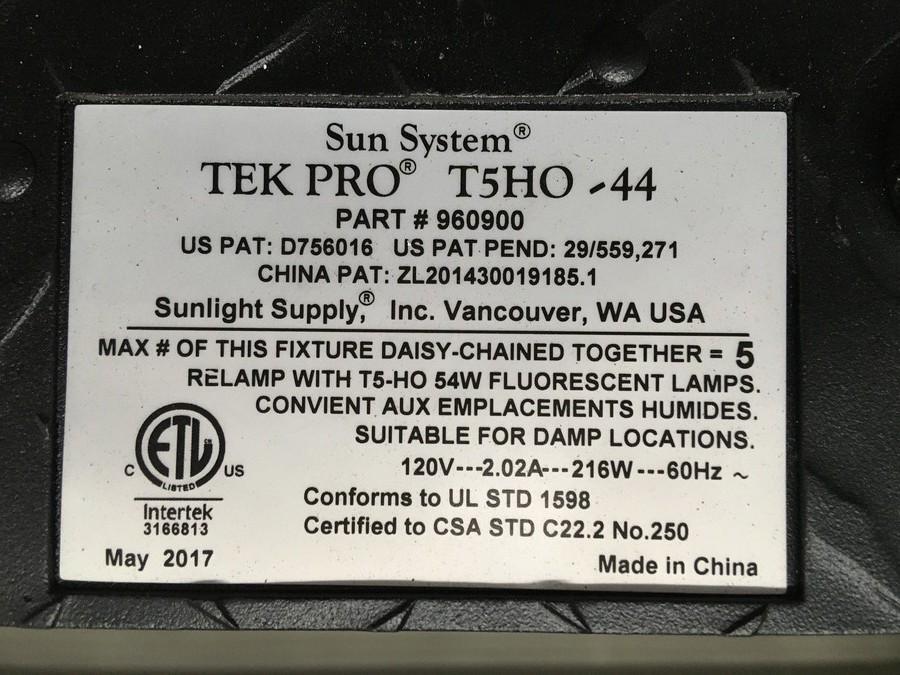 Sun System®
TEK PRO® T5HO -44
PART # 960900
US PAT: D756016 US PAT PEND: 29/559,271
CHINA PAT: ZL201430019185.1
Sunlight Supply,® Inc. Vancouver, WA USA
MAX # OF THIS FIXTURE DAISY-CHAINED TOGETHER = 5
RELAMP WITH T5-HO 54W FLUORESCENT LAMPS.
CONVIENT AUX EMPLACEMENTS HUMIDES.
SUITABLE FOR DAMP LOCATIONS.
120V---2.02A---216W---60Hz ~
Conforms to UL STD 1598
Certified to CSA STD C22.2 No.250
ETL
C US
LISTED
Intertek
3166813
May 2017
Made in China